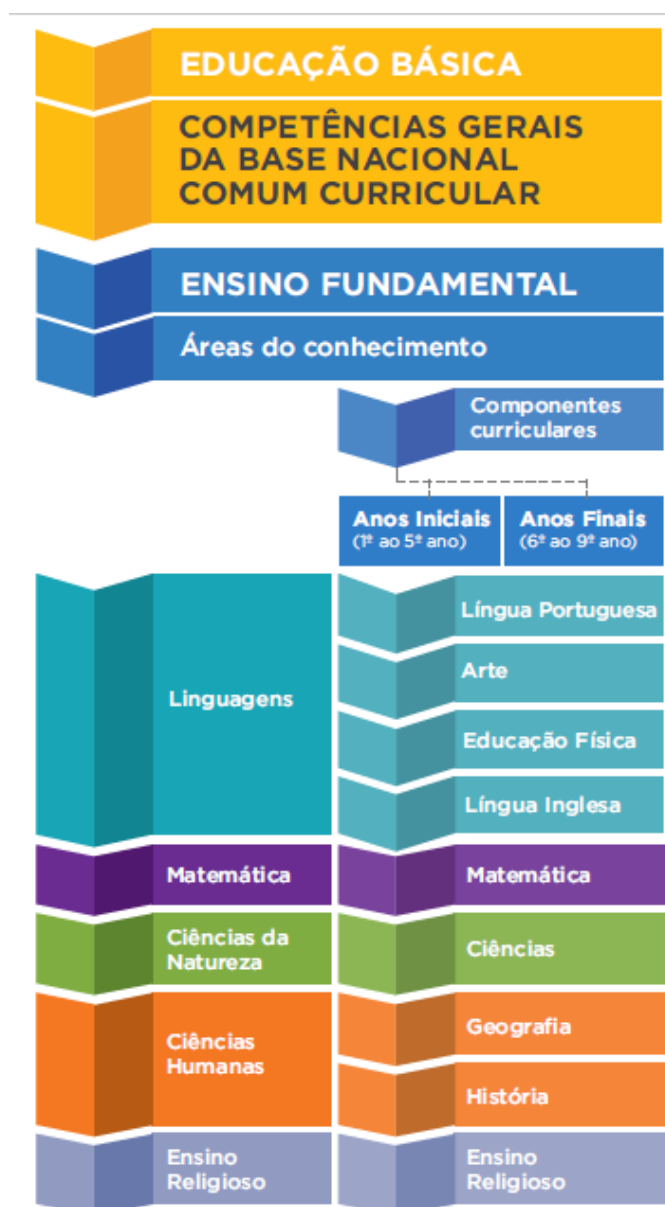 EDUCAÇÃO BÁSICA
COMPETÊNCIAS GERAIS
DA BASE NACIONAL
COMUM CURRICULAR
ENSINO FUNDAMENTAL
Áreas do conhecimento
Componentes
curriculares
Anos Iniciais
(1º ao 5º ano)
Anos Finais
(6º ao 9º ano)
Linguagens
Língua Portuguesa
Arte
Educação Física
Língua Inglesa
Matemática
Matemática
Ciências da
Natureza
Ciências
Ciências
Humanas
Geografia
História
Ensino
Religioso
Ensino
Religioso